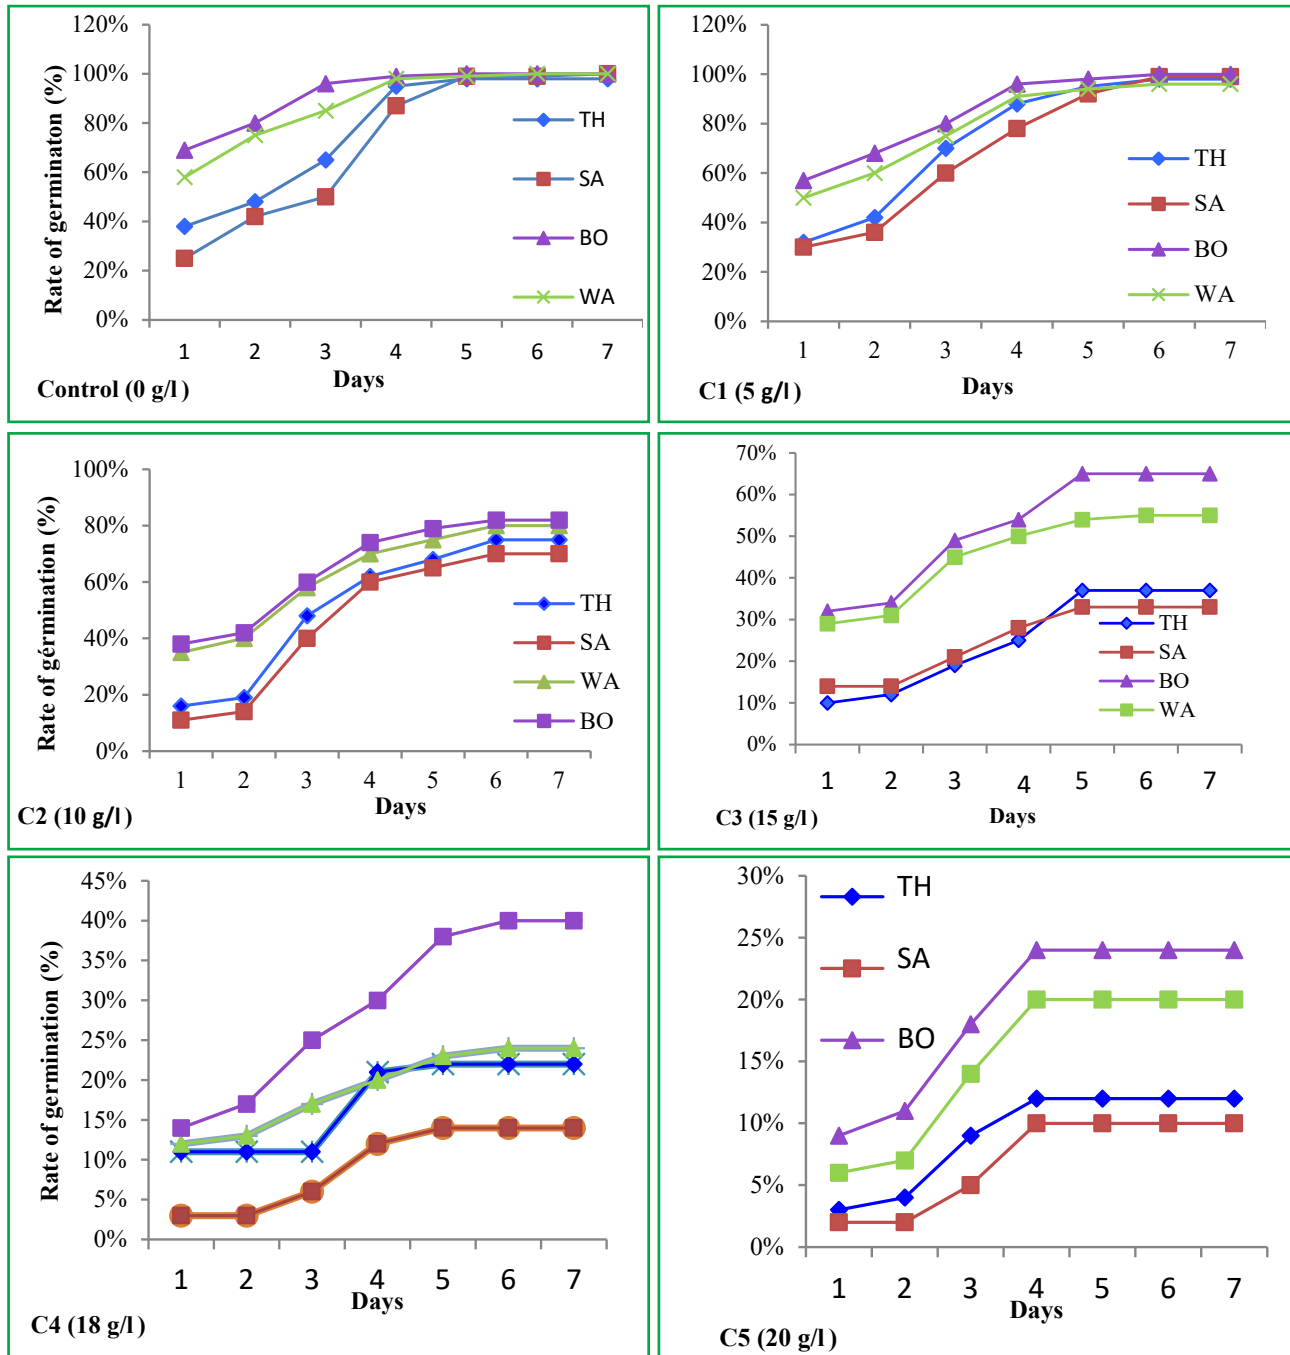 120%
100%
80%
60%
40%
20%
0%
Rate of germinaton (%)
1 2 3 4 5 6 7
Days
TH
SA
BO
WA
Control (0 g/l)
120%
100%
80%
60%
40%
20%
0%
1 2 3 4 5 6 7
Days
TH
SA
BO
WA
C1 (5 g/l)
100%
80%
60%
40%
20%
0%
Rate of gérmination (%)
1 2 3 4 5 6 7
Days
TH
SA
WA
BO
C2 (10 g/l)
70%
60%
50%
40%
30%
20%
10%
0%
1 2 3 4 5 6 7
Days
TH
SA
BO
WA
C3 (15 g/l)
45%
40%
35%
30%
25%
20%
15%
10%
5%
0%
Rate of germination (%)
1 2 3 4 5 6 7
Days
C4 (18 g/l)
30%
25%
20%
15%
10%
5%
0%
TH
SA
BO
1 2 3 4 5 6 7
Days
C5 (20 g/l)